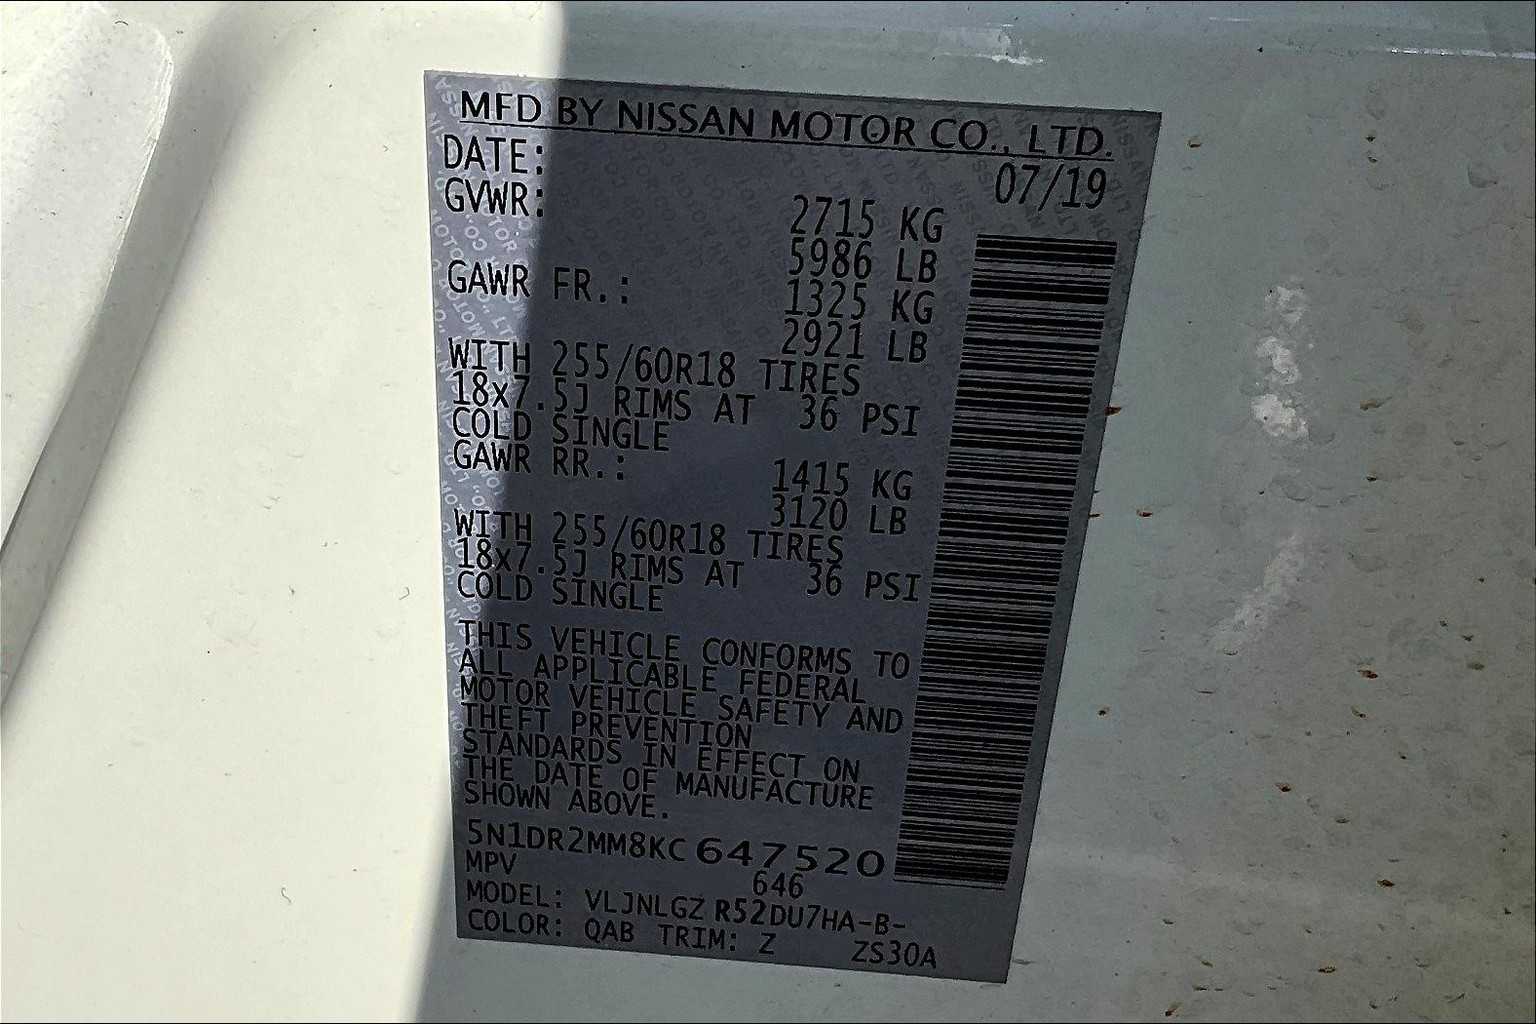 MFD BY NISSAN MOTOR CO., LTD.
DATE: 07/19
GVWR: 2715 KG
5986 LB
GAWR FR.: 1325 KG
2921 LB
WITH 255/60R18 TIRES
18x7.5J RIMS AT 36 PSI
COLD SINGLE
GAWR RR.: 1415 KG
3120 LB
WITH 255/60R18 TIRES
18x7.5J RIMS AT 36 PSI
COLD SINGLE
THIS VEHICLE CONFORMS TO
ALL APPLICABLE FEDERAL
MOTOR VEHICLE SAFETY AND
THEFT PREVENTION
STANDARDS IN EFFECT ON
THE DATE OF MANUFACTURE
SHOWN ABOVE.
5N1DR2MM8KC647520
MPV 646
MODEL: VLJNLGZ R52DU7HA-B-
COLOR: QAB TRIM: Z ZS30A